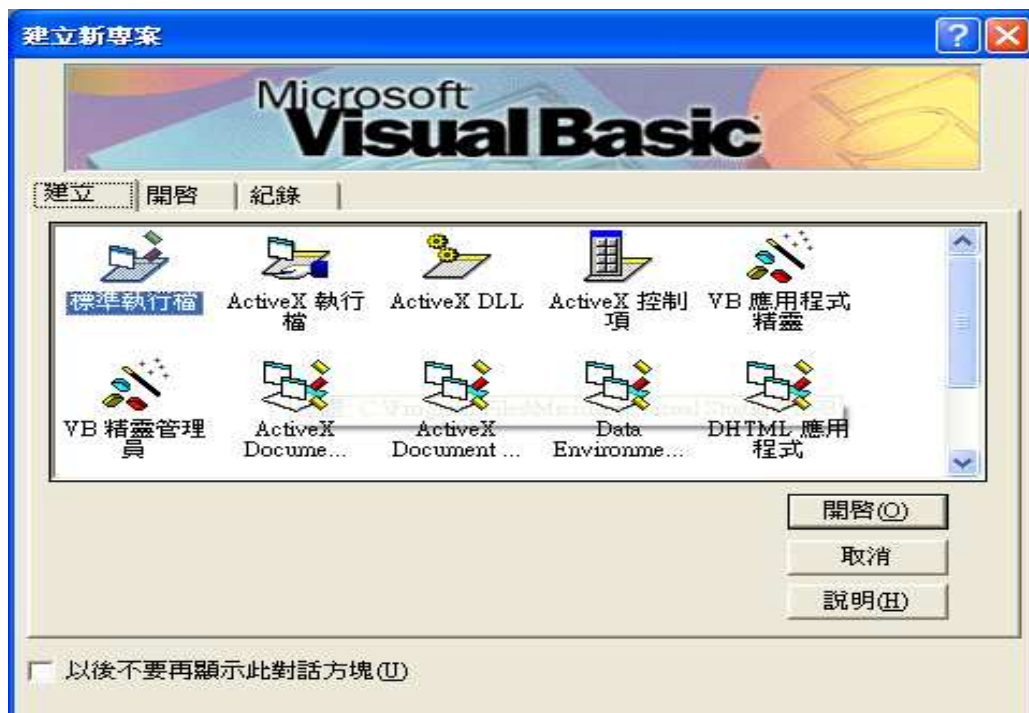 建立新專案
Microsoft
Visual Basic
建立
開啓
紀錄
標準執行檔
ActiveX 執行
檔
ActiveX DLL
ActiveX 控制
項
VB 應用程式
精靈
VB 精靈管理
員
ActiveX
Docume...
ActiveX
Document ...
Data
Environme...
DHTML 應用
程式
開啓(O)
取消
說明(H)
以後不要再顯示此對話方塊(U)